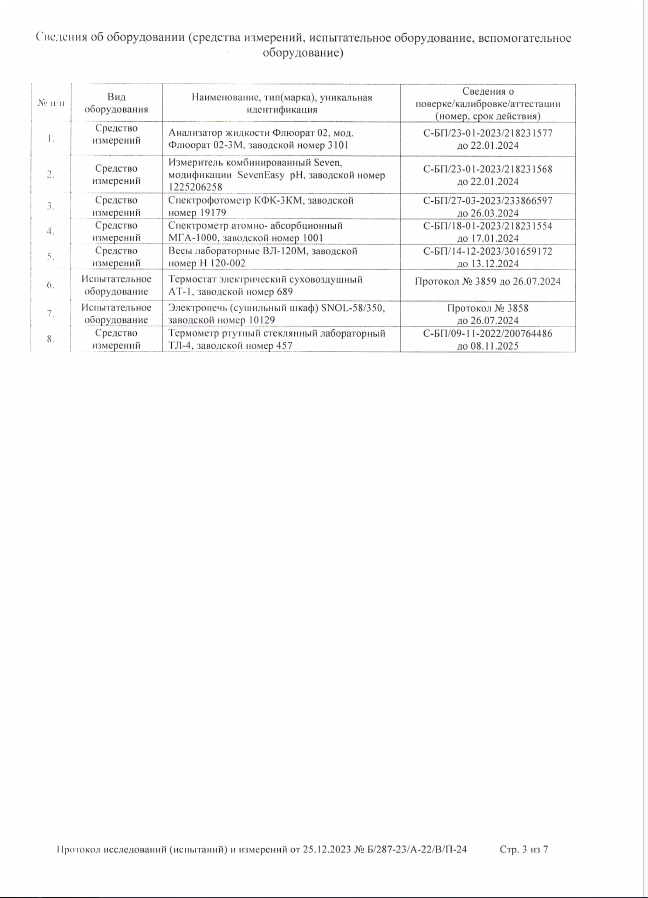 Сведения об оборудовании (средства измерений, испытательное оборудование, вспомогательное
оборудование)
№ п/п
Вид
оборудования
Наименование, тип(марка), уникальная
идентификация
Сведения о
поверке/калибровке/аттестации
(номер, срок действия)
1.
Средство
измерений
Анализатор жидкости Флюорат 02, мод.
Флюорат 02-3М, заводской номер 3101
С-БП/23-01-2023/218231577
до 22.01.2024
2.
Средство
измерений
Измеритель комбинированный Seven,
модификации SevenEasy pH, заводской номер
1225206258
С-БП/23-01-2023/218231568
до 22.01.2024
3.
Средство
измерений
Спектрофотометр КФК-3КМ, заводской
номер 19179
С-БП/27-03-2023/233866597
до 26.03.2024
4.
Средство
измерений
Спектрометр атомно- абсорбционный
МГА-1000, заводской номер 1001
С-БП/18-01-2023/218231554
до 17.01.2024
5.
Средство
измерений
Весы лабораторные ВЛ-120М, заводской
номер Н 120-002
С-БП/14-12-2023/301659172
до 13.12.2024
6.
Испытательное
оборудование
Термостат электрический суховоздушный
АТ-1, заводской номер 689
Протокол № 3859 до 26.07.2024
7.
Испытательное
оборудование
Электропечь (сушильный шкаф) SNOL-58/350,
заводской номер 10129
Протокол № 3858
до 26.07.2024
8.
Средство
измерений
Термометр ртутный стеклянный лабораторный
ТЛ-4, заводской номер 457
С-БП/09-11-2022/200764486
до 08.11.2025
Протокол исследований (испытаний) и измерений от 25.12.2023 № Б/287-23/А-22/В/П-24 Стр. 3 из 7